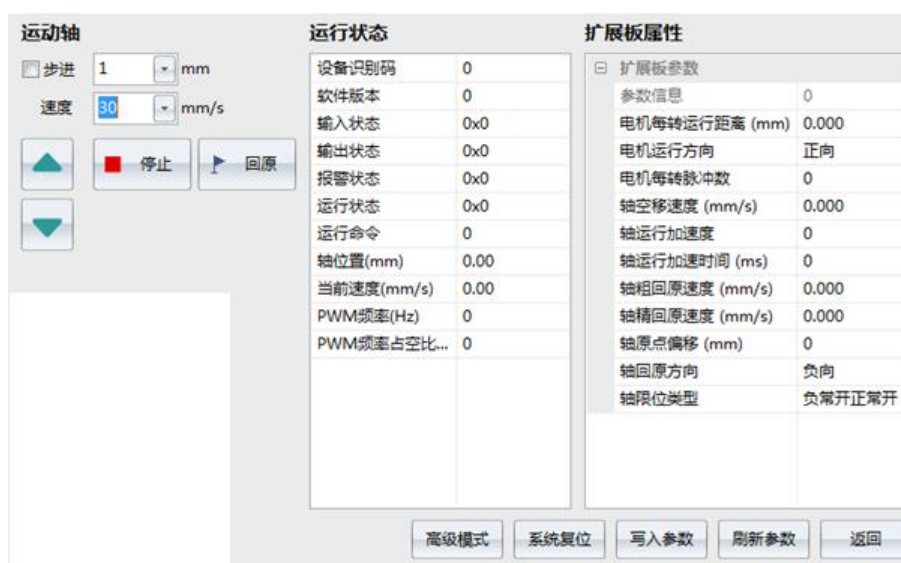 运动轴
步进 1 mm
速度 30 mm/s
停止 回原
运行状态
设备识别码 0
软件版本 0
输入状态 0x0
输出状态 0x0
报警状态 0x0
运行状态 0x0
运行命令 0
轴位置(mm) 0.00
当前速度(mm/s) 0.00
PWM频率(Hz) 0
PWM频率占空比... 0
扩展板属性
扩展板参数
参数信息 0
电机每转运行距离 (mm) 0.000
电机运行方向 正向
电机每转脉冲数 0
轴空移速度 (mm/s) 0.000
轴运行加速度 0
轴运行加速时间 (ms) 0
轴粗回原速度 (mm/s) 0.000
轴精回原速度 (mm/s) 0.000
轴原点偏移 (mm) 0
轴回原方向 负向
轴限位类型 负常开正常开
高级模式 系统复位 写入参数 刷新参数 返回